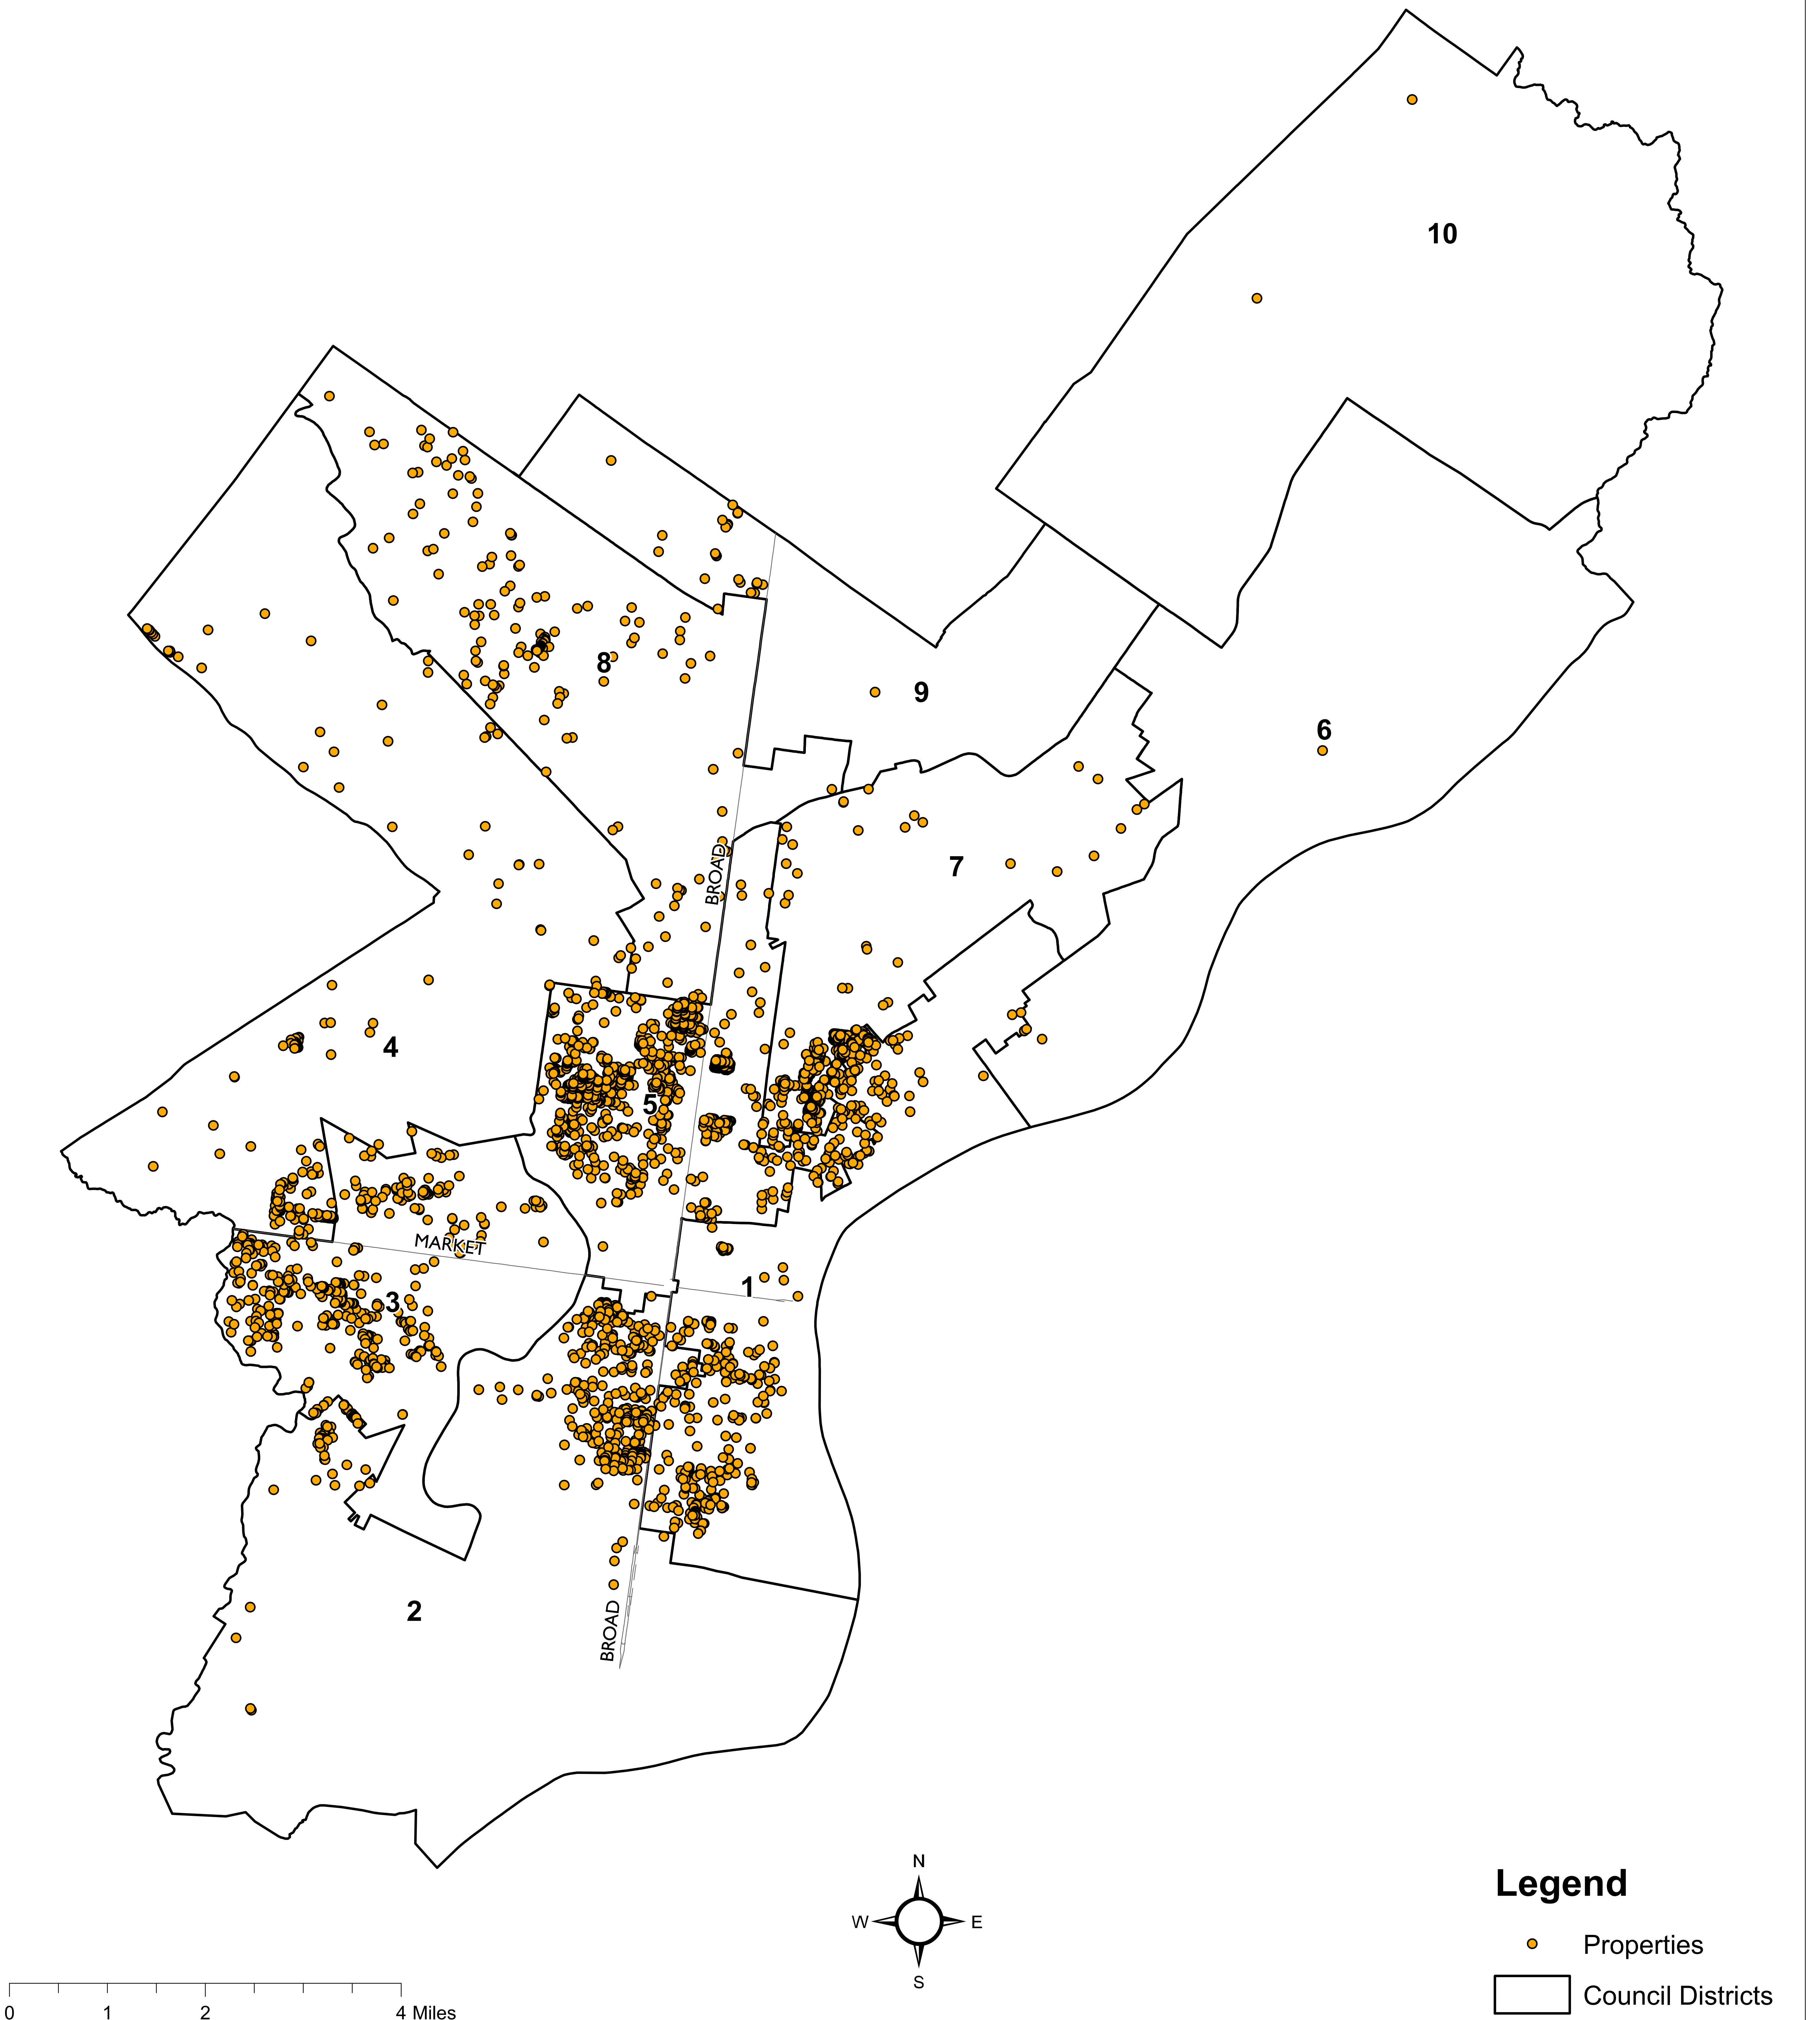 10
8
9
6
BROAD
7
4
5
MARKET
1
3
2
BROAD
N
W E
S
Legend
Properties
Council Districts
0 1 2 4 Miles